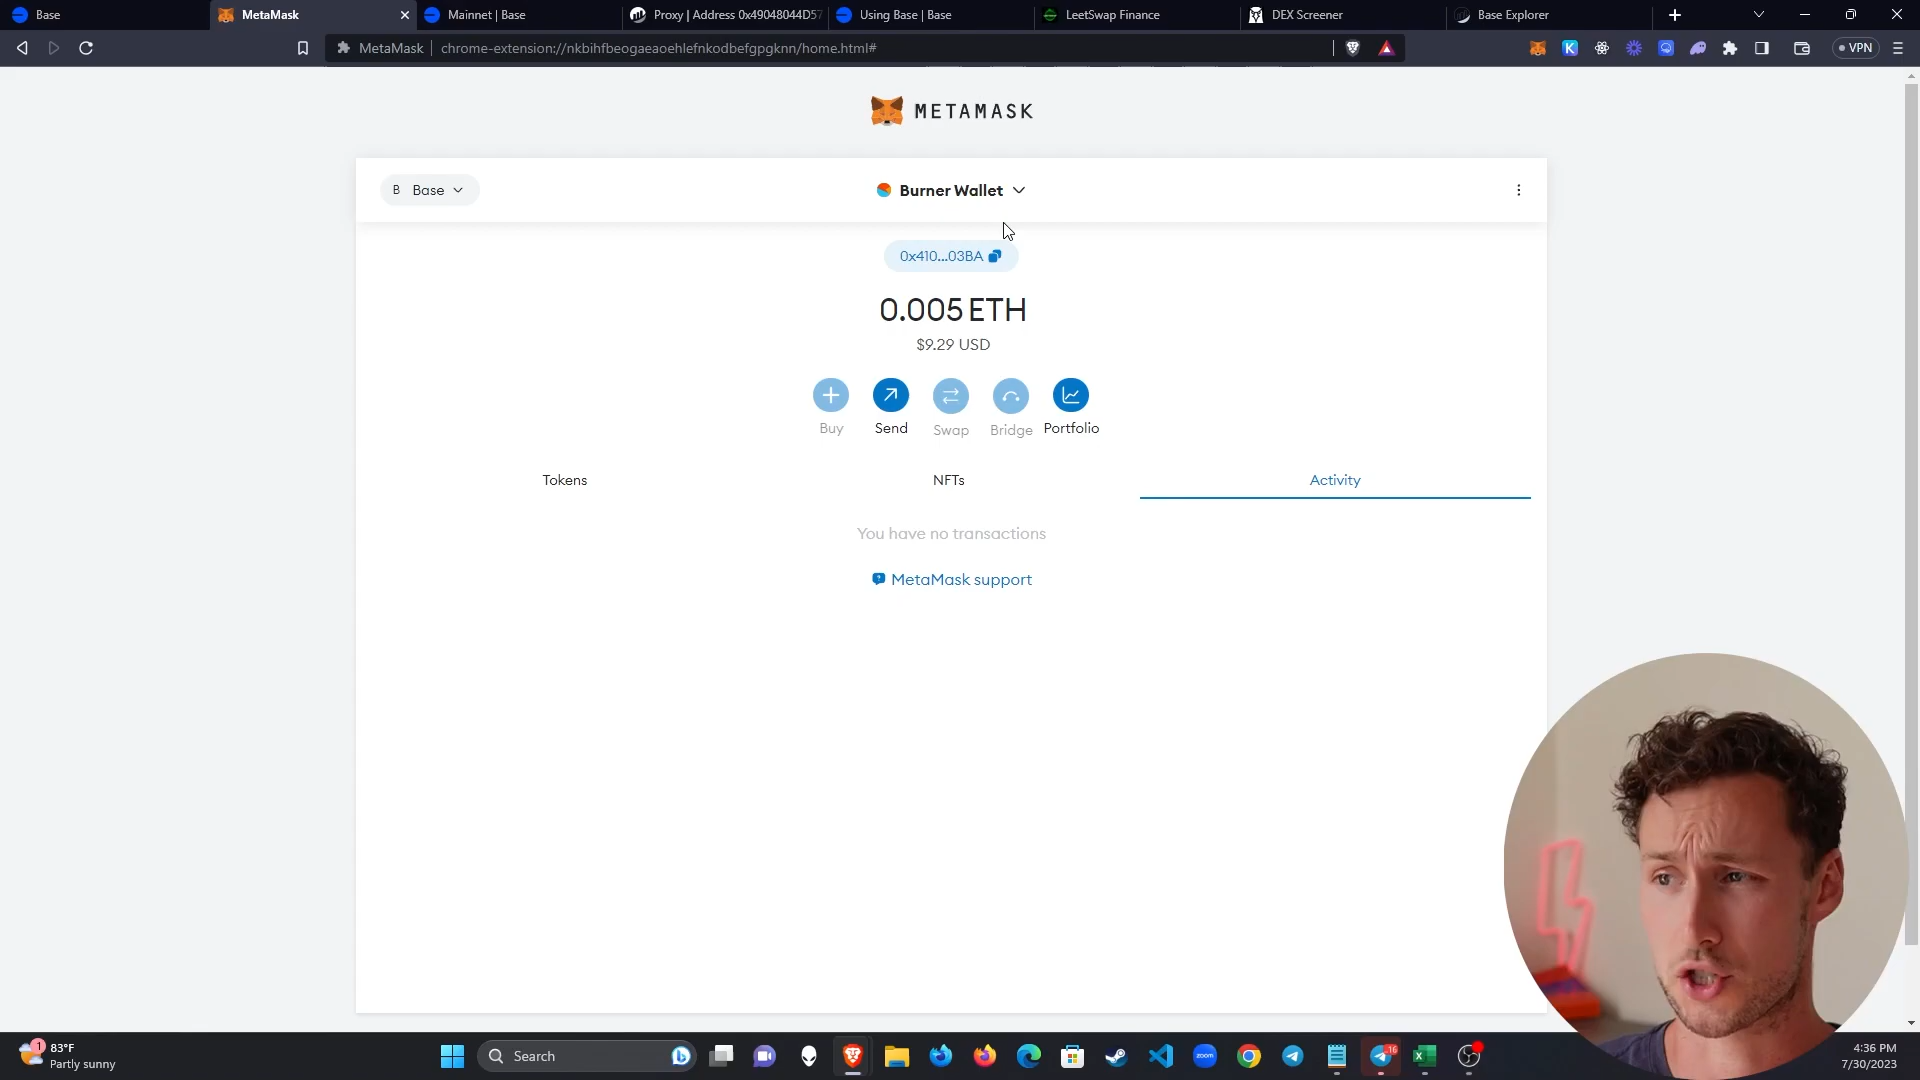 Base
MetaMask
Mainnet | Base
Proxy | Address 0x49048044D57
Using Base | Base
LeetSwap Finance
DEX Screener
Base Explorer
MetaMask
chrome-extension://nkbihfbeogaeaoehlefnkodbefgpgknn/home.html#
VPN
METAMASK
B Base
Burner Wallet
0x410...03BA
0.005 ETH
$9.29 USD
Buy
Send
Swap
Bridge
Portfolio
Tokens
NFTs
Activity
You have no transactions
MetaMask support
1
83°F
Partly sunny
Search
zoom
16
4:36 PM
7/30/2023